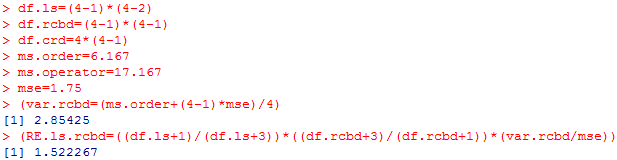 > df.ls=(4-1)*(4-2)
> df.rcbd=(4-1)*(4-1)
> df.crd=4*(4-1)
> ms.order=6.167
> ms.operator=17.167
> mse=1.75
> (var.rcbd=(ms.order+(4-1)*mse)/4)
[1] 2.85425
> (RE.ls.rcbd=((df.ls+1)/(df.ls+3))*((df.rcbd+3)/(df.rcbd+1))*(var.rcbd/mse))
[1] 1.522267